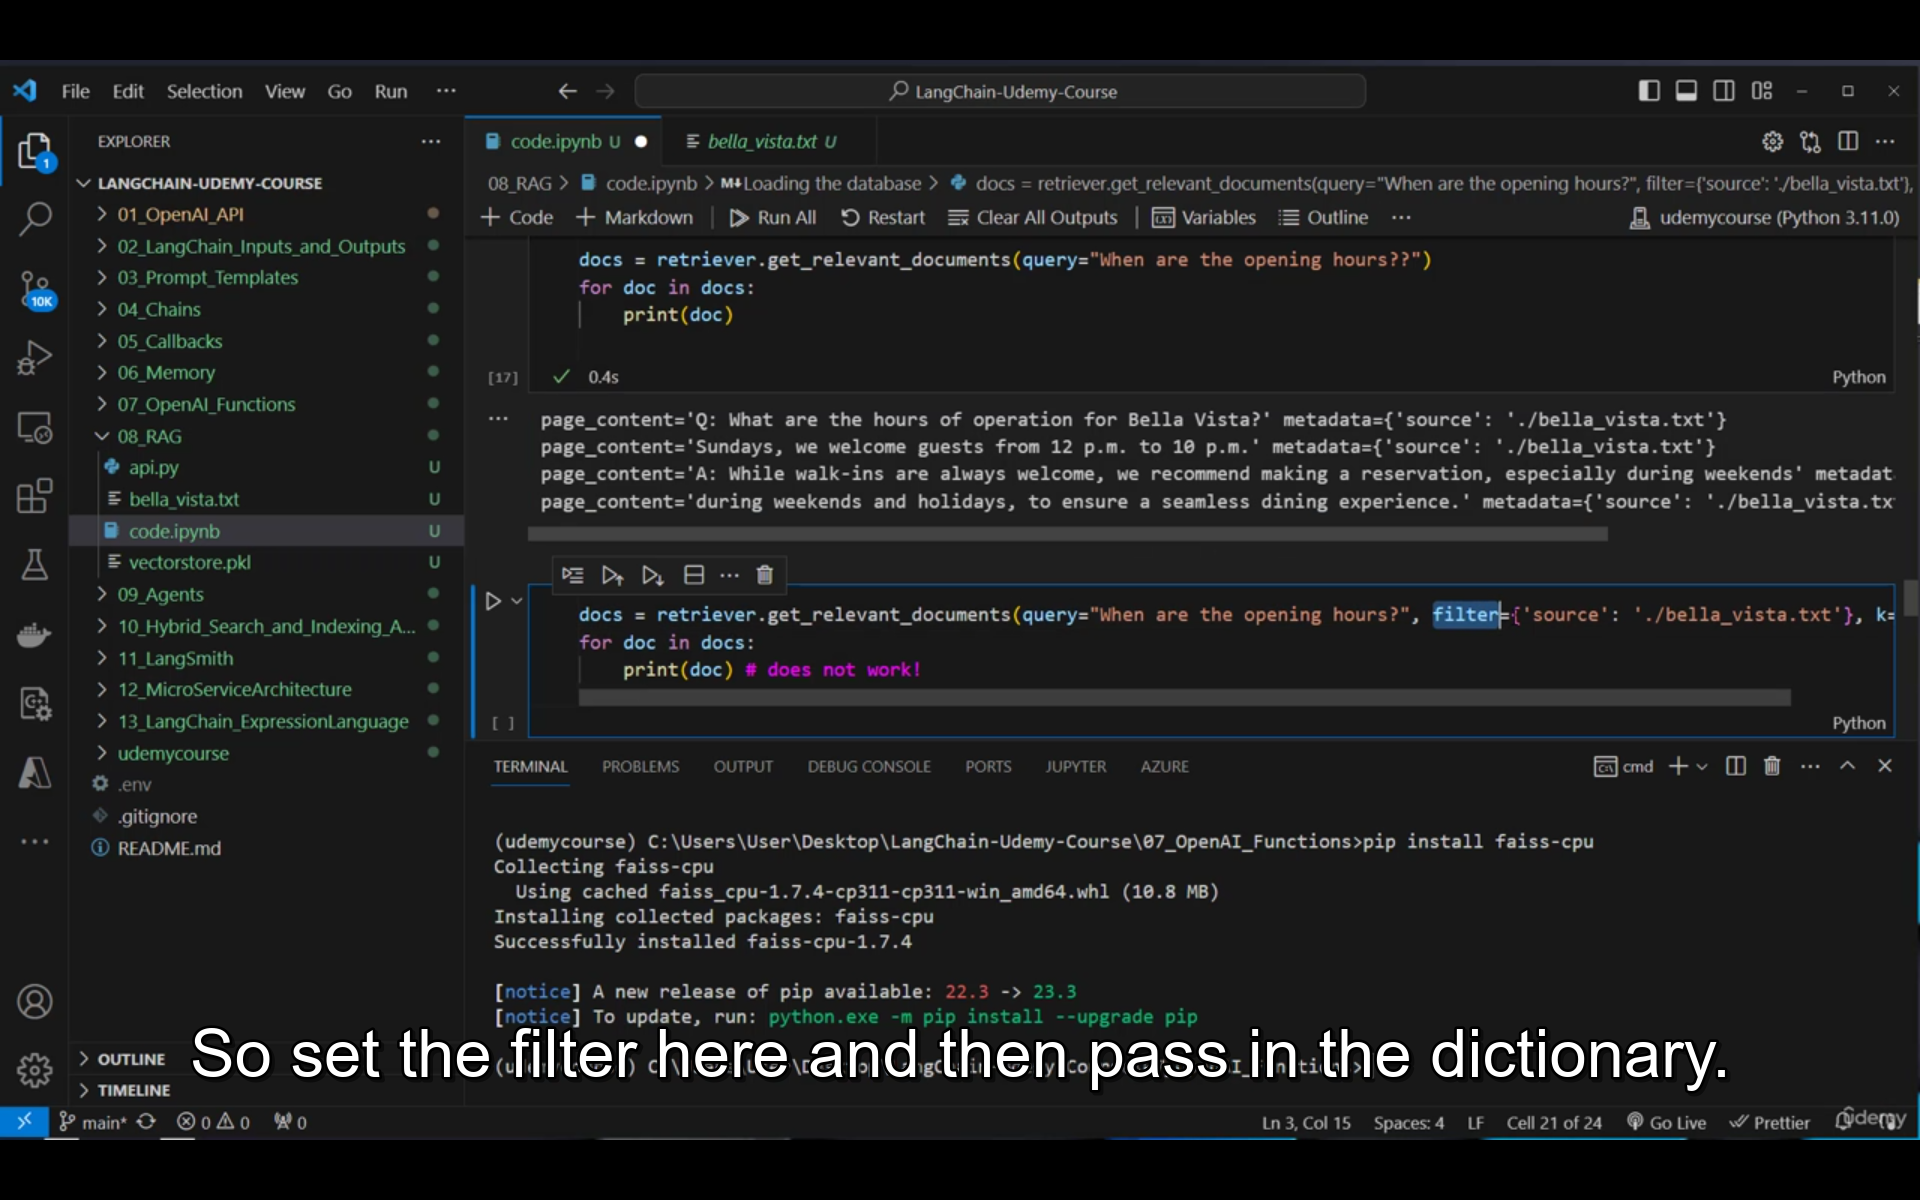 File Edit Selection View Go Run ··· LangChain-Udemy-Course
EXPLORER
LANGCHAIN-UDEMY-COURSE
01_OpenAI_API
02_LangChain_Inputs_and_Outputs
03_Prompt_Templates
04_Chains
05_Callbacks
06_Memory
07_OpenAI_Functions
08_RAG
api.py U
bella_vista.txt U
code.ipynb U
vectorstore.pkl U
09_Agents
10_Hybrid_Search_and_Indexing_A...
11_LangSmith
12_MicroServiceArchitecture
13_LangChain_ExpressionLanguage
udemycourse
.env
.gitignore
README.md
OUTLINE
TIMELINE
1
10K
code.ipynb U bella_vista.txt U
08_RAG > code.ipynb > M↓Loading the database > docs = retriever.get_relevant_documents(query="When are the opening hours?", filter={'source': './bella_vista.txt'},
+ Code + Markdown Run All Restart Clear All Outputs Variables Outline ··· udemycourse (Python 3.11.0)
docs = retriever.get_relevant_documents(query="When are the opening hours??")
for doc in docs:
    print(doc)
[17] 0.4s Python
page_content='Q: What are the hours of operation for Bella Vista?' metadata={'source': './bella_vista.txt'}
page_content='Sundays, we welcome guests from 12 p.m. to 10 p.m.' metadata={'source': './bella_vista.txt'}
page_content='A: While walk-ins are always welcome, we recommend making a reservation, especially during weekends' metadat
page_content='during weekends and holidays, to ensure a seamless dining experience.' metadata={'source': './bella_vista.tx
docs = retriever.get_relevant_documents(query="When are the opening hours?", filter={'source': './bella_vista.txt'}, k=
for doc in docs:
    print(doc) # does not work!
[ ] Python
TERMINAL PROBLEMS OUTPUT DEBUG CONSOLE PORTS JUPYTER AZURE cmd
(udemycourse) C:\Users\User\Desktop\LangChain-Udemy-Course\07_OpenAI_Functions>pip install faiss-cpu
Collecting faiss-cpu
  Using cached faiss_cpu-1.7.4-cp311-cp311-win_amd64.whl (10.8 MB)
Installing collected packages: faiss-cpu
Successfully installed faiss-cpu-1.7.4
[notice] A new release of pip available: 22.3 -> 23.3
[notice] To update, run: python.exe -m pip install --upgrade pip
So set the filter here and then pass in the dictionary.
main* 0 0 0 Ln 3, Col 15 Spaces: 4 LF Cell 21 of 24 Go Live Prettier
Udemy